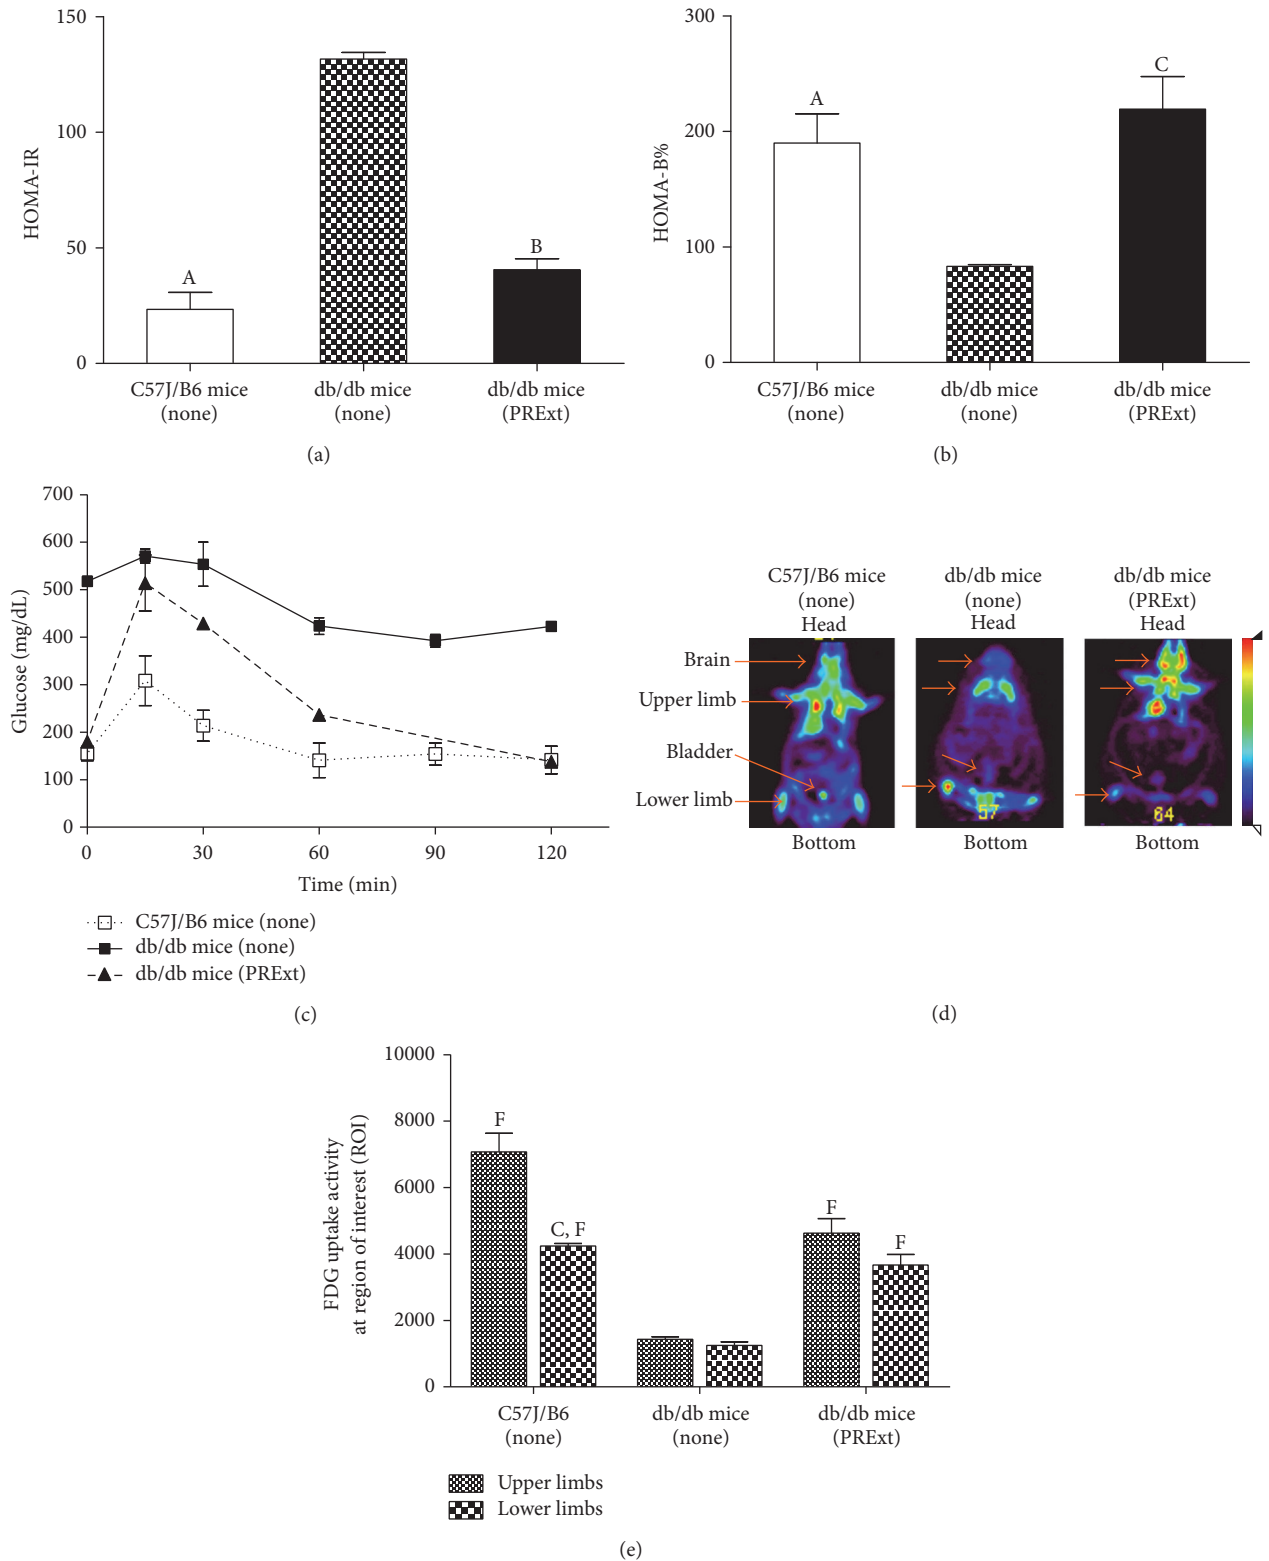 150
100
50
0
HOMA-IR
A
B
C57J/B6 mice
(none)
db/db mice
(none)
db/db mice
(PRExt)
(a)
300
200
100
0
HOMA-B%
A
C
C57J/B6 mice
(none)
db/db mice
(none)
db/db mice
(PRExt)
(b)
700
600
500
400
300
200
100
0
Glucose (mg/dL)
0
30
60
90
120
Time (min)
C57J/B6 mice (none)
db/db mice (none)
db/db mice (PRExt)
(c)
C57J/B6 mice
(none)
Head
db/db mice
(none)
Head
db/db mice
(PRExt)
Head
Brain
Upper limb
Bladder
Lower limb
57
64
Bottom
Bottom
Bottom
(d)
10000
8000
6000
4000
2000
0
FDG uptake activity
at region of interest (ROI)
F
C, F
F
F
C57J/B6
(none)
db/db mice
(none)
db/db mice
(PRExt)
Upper limbs
Lower limbs
(e)